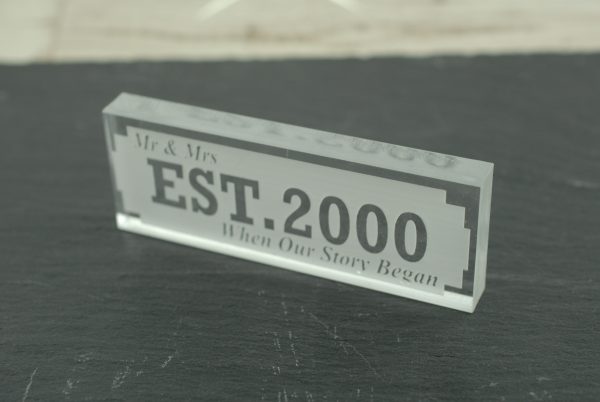 Mr & Mrs
EST.2000
When Our Story Began